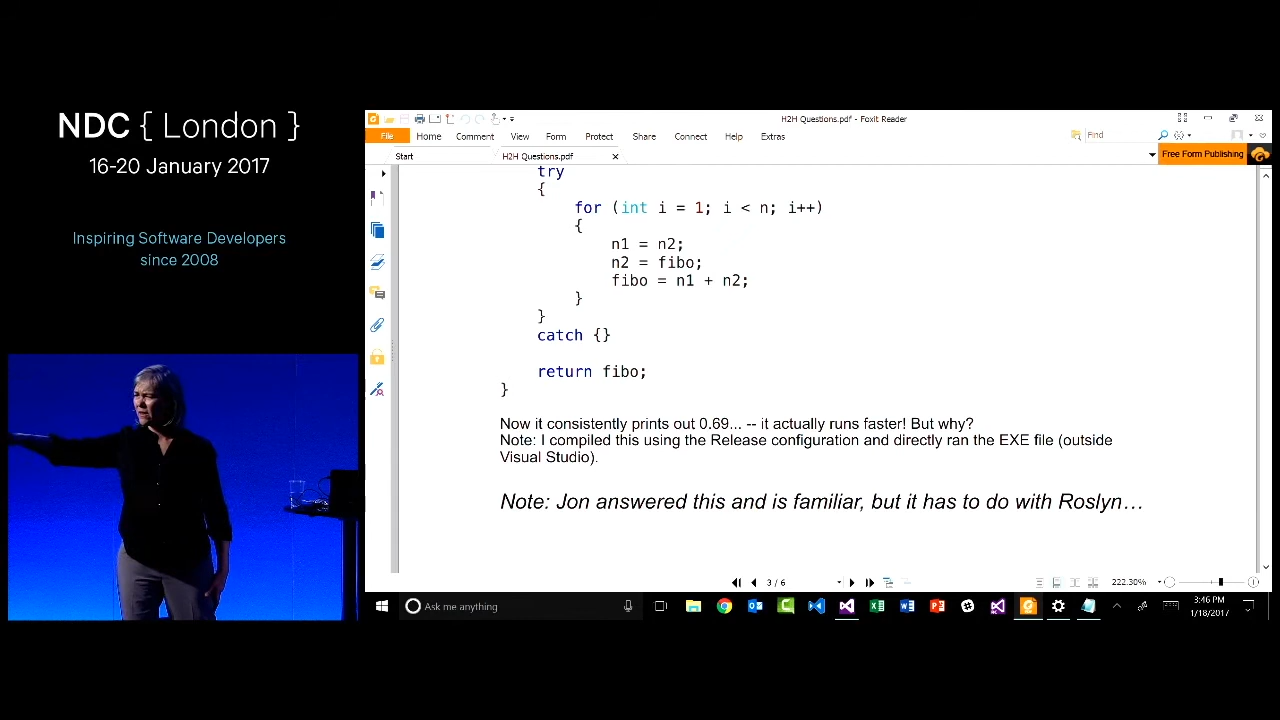 NDC { London }
16-20 January 2017
Inspiring Software Developers
since 2008
H2H Questions.pdf - Foxit Reader
File Home Comment View Form Protect Share Connect Help Extras Find
Start H2H Questions.pdf Free Form Publishing
try
{
for (int i = 1; i < n; i++)
{
n1 = n2;
n2 = fibo;
fibo = n1 + n2;
}
}
catch {}
return fibo;
}
Now it consistently prints out 0.69... -- it actually runs faster! But why?
Note: I compiled this using the Release configuration and directly ran the EXE file (outside
Visual Studio).
Note: Jon answered this and is familiar, but it has to do with Roslyn…
3 / 6 222.30%
Ask me anything
3:46 PM
1/18/2017